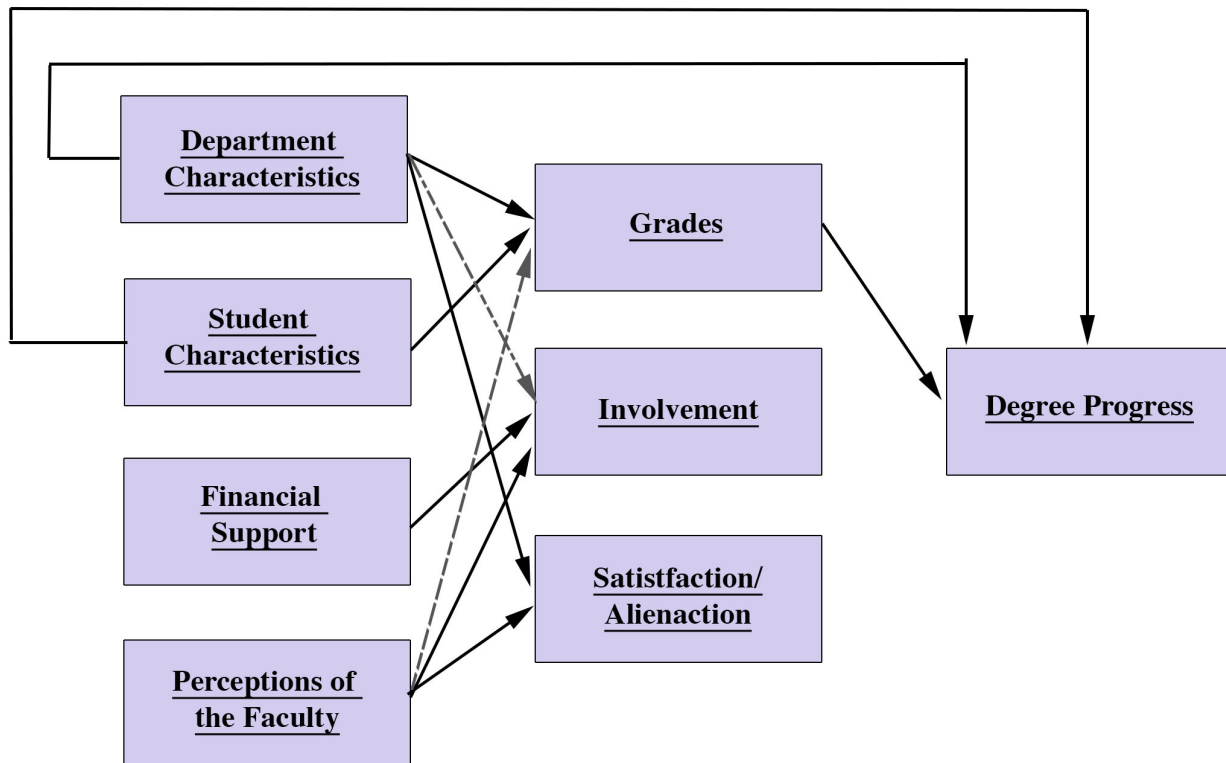 Department
Characteristics
Student
Characteristics
Financial
Support
Perceptions of
the Faculty
Grades
Involvement
Satistfaction/
Alienaction
Degree Progress